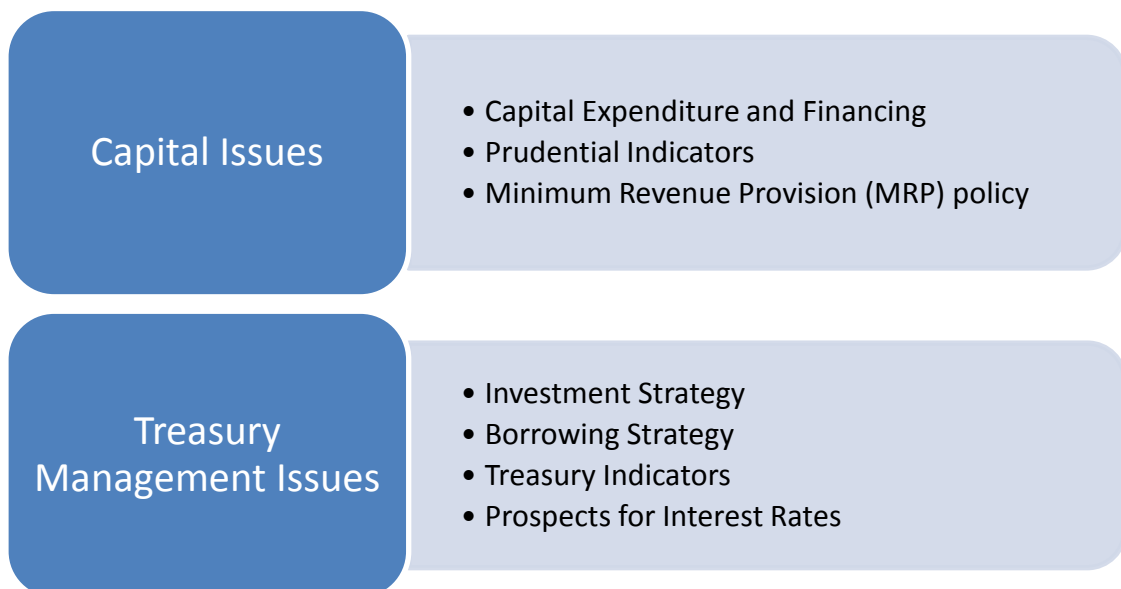 Capital Issues
• Capital Expenditure and Financing
• Prudential Indicators
• Minimum Revenue Provision (MRP) policy
Treasury
Management Issues
• Investment Strategy
• Borrowing Strategy
• Treasury Indicators
• Prospects for Interest Rates